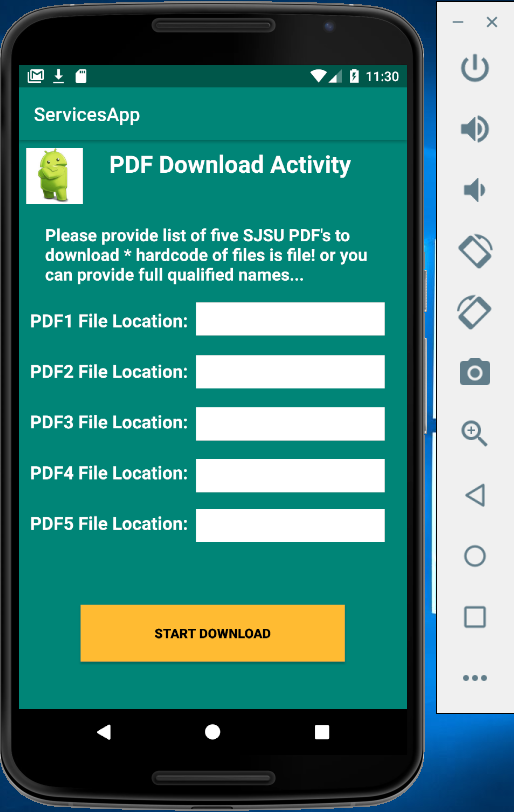 11:30
ServicesApp
PDF Download Activity
Please provide list of five SJSU PDF's to
download * hardcode of files is file! or you
can provide full qualified names...
PDF1 File Location:
PDF2 File Location:
PDF3 File Location:
PDF4 File Location:
PDF5 File Location:
START DOWNLOAD